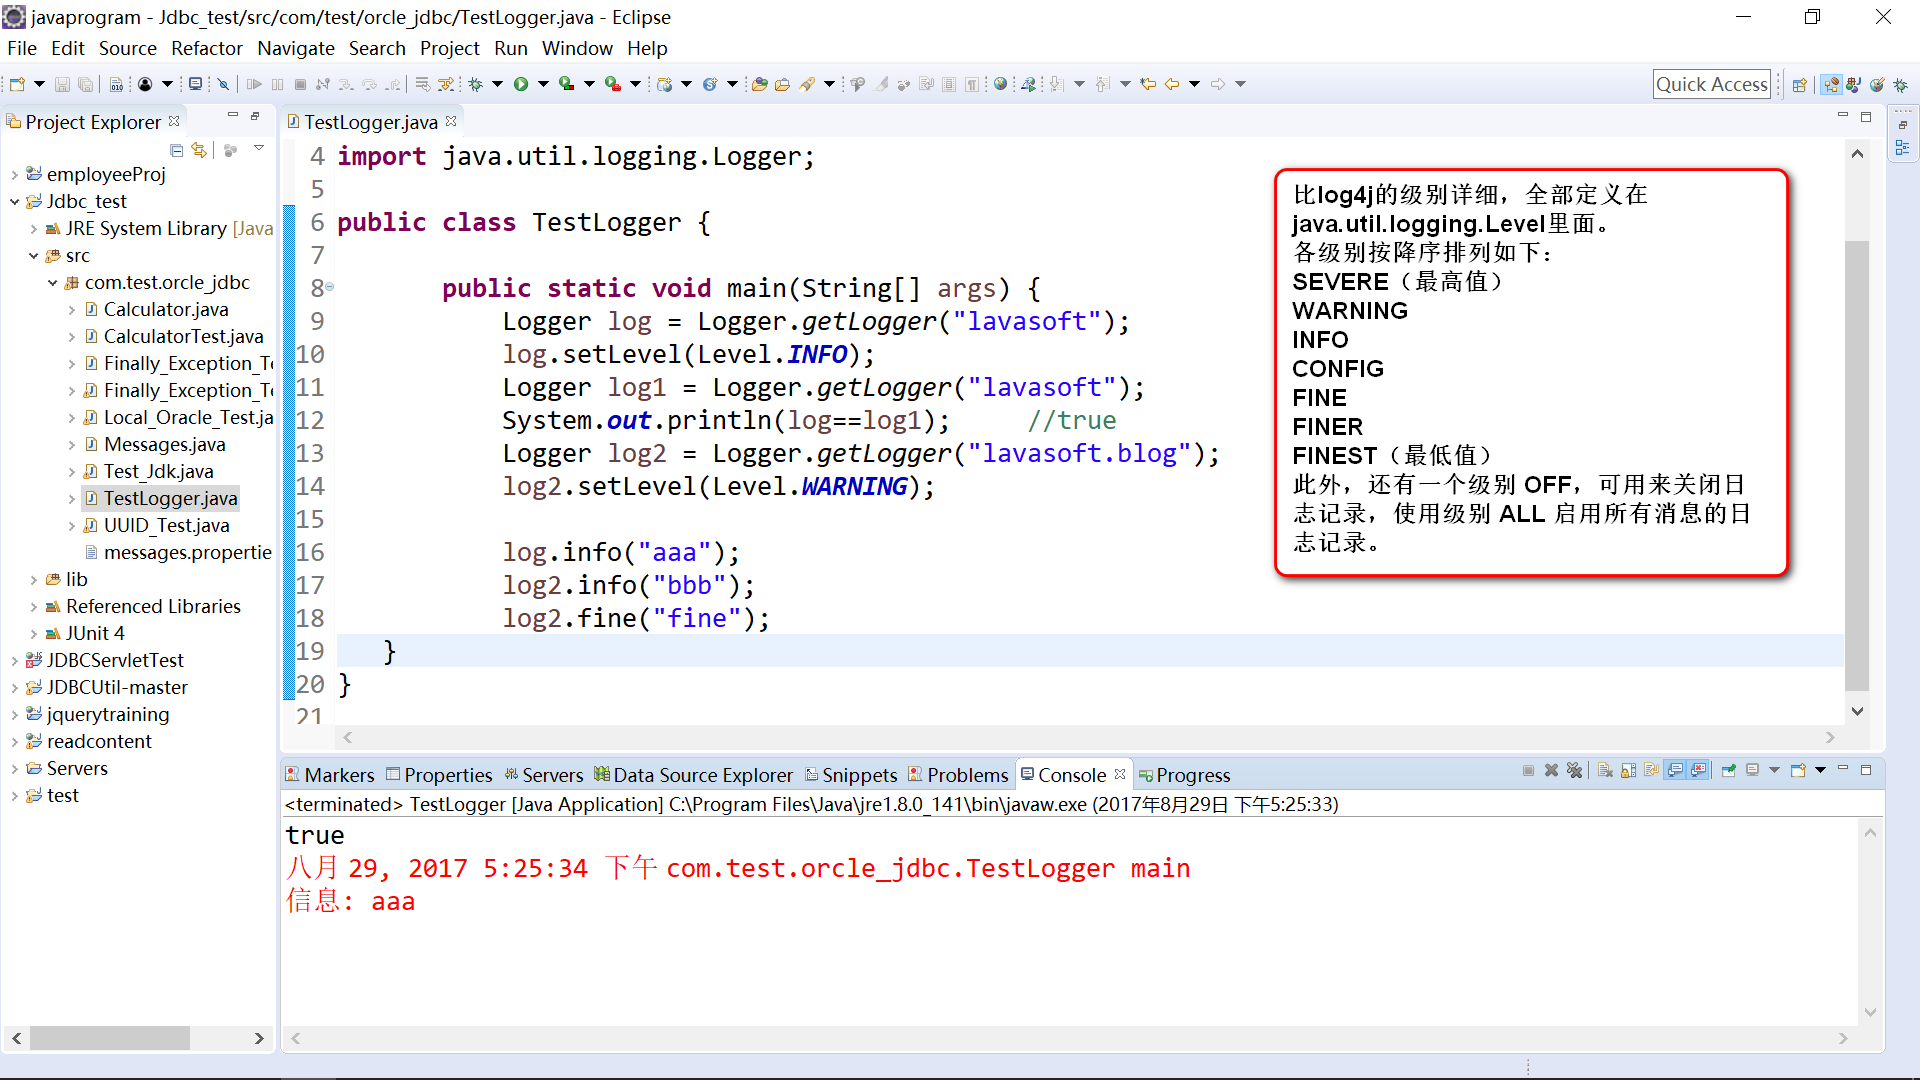 javaprogram - Jdbc_test/src/com/test/orcle_jdbc/TestLogger.java - Eclipse
File Edit Source Refactor Navigate Search Project Run Window Help
Quick Access
Project Explorer
employeeProj
Jdbc_test
JRE System Library [Java
src
com.test.orcle_jdbc
Calculator.java
CalculatorTest.java
Finally_Exception_Te
Finally_Exception_Te
Local_Oracle_Test.ja
Messages.java
Test_Jdk.java
TestLogger.java
UUID_Test.java
messages.propertie
lib
Referenced Libraries
JUnit 4
JDBCServletTest
JDBCUtil-master
jquerytraining
readcontent
Servers
test
TestLogger.java
4 import java.util.logging.Logger;
5
6 public class TestLogger {
7
8 public static void main(String[] args) {
9 Logger log = Logger.getLogger("lavasoft");
10 log.setLevel(Level.INFO);
11 Logger log1 = Logger.getLogger("lavasoft");
12 System.out.println(log==log1); //true
13 Logger log2 = Logger.getLogger("lavasoft.blog");
14 log2.setLevel(Level.WARNING);
15
16 log.info("aaa");
17 log2.info("bbb");
18 log2.fine("fine");
19 }
20 }
21
比log4j的级别详细，全部定义在
java.util.logging.Level里面。
各级别按降序排列如下：
SEVERE（最高值）
WARNING
INFO
CONFIG
FINE
FINER
FINEST（最低值）
此外，还有一个级别 OFF，可用来关闭日
志记录，使用级别 ALL 启用所有消息的日
志记录。
Markers Properties Servers Data Source Explorer Snippets Problems Console Progress
<terminated> TestLogger [Java Application] C:\Program Files\Java\jre1.8.0_141\bin\javaw.exe (2017年8月29日 下午5:25:33)
true
八月 29, 2017 5:25:34 下午 com.test.orcle_jdbc.TestLogger main
信息: aaa